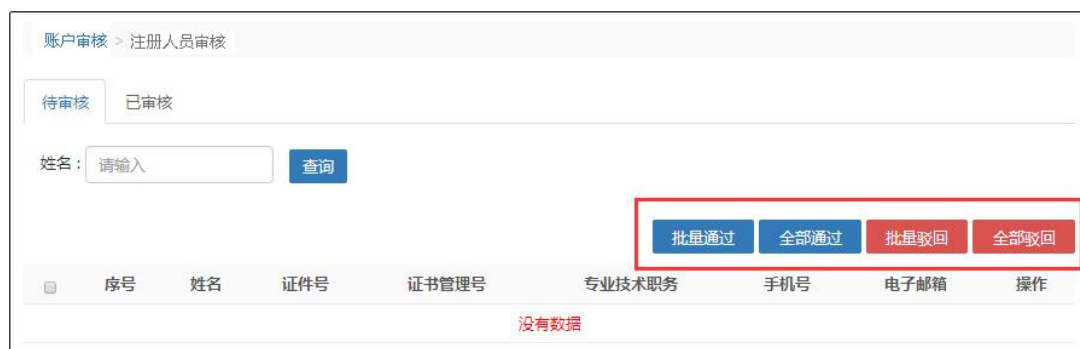 账户审核 > 注册人员审核
待审核 已审核
姓名： 请输入 查询
批量通过 全部通过 批量驳回 全部驳回
序号 姓名 证件号 证书管理号 专业技术职务 手机号 电子邮箱 操作
没有数据